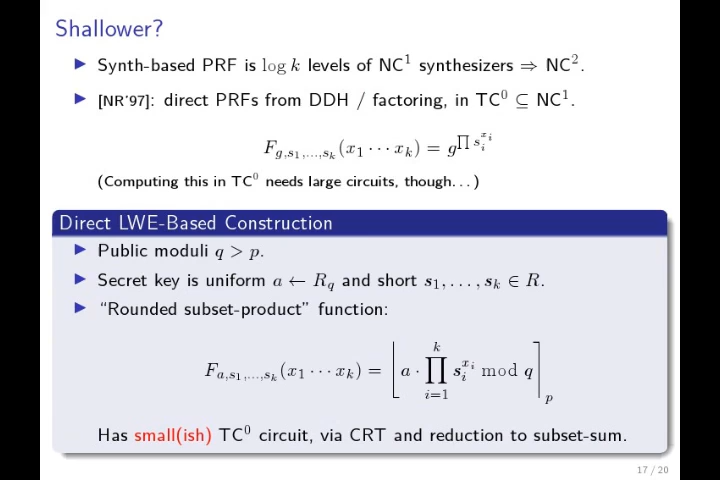 Shallower?
▶ Synth-based PRF is log k levels of NC¹ synthesizers ⇒ NC².
▶ [NR'97]: direct PRFs from DDH / factoring, in TC⁰ ⊆ NC¹.
F_{g,s_1,...,s_k}(x_1 ⋯ x_k) = g^{∏ s_i^{x_i}}
(Computing this in TC⁰ needs large circuits, though...)
Direct LWE-Based Construction
▶ Public moduli q > p.
▶ Secret key is uniform a ← R_q and short s_1, . . . , s_k ∈ R.
▶ “Rounded subset-product” function:
F_{a,s_1,...,s_k}(x_1 ⋯ x_k) = ⌊a · ∏_{i=1}^{k} s_i^{x_i} mod q⌉_p
Has small(ish) TC⁰ circuit, via CRT and reduction to subset-sum.
17 / 20